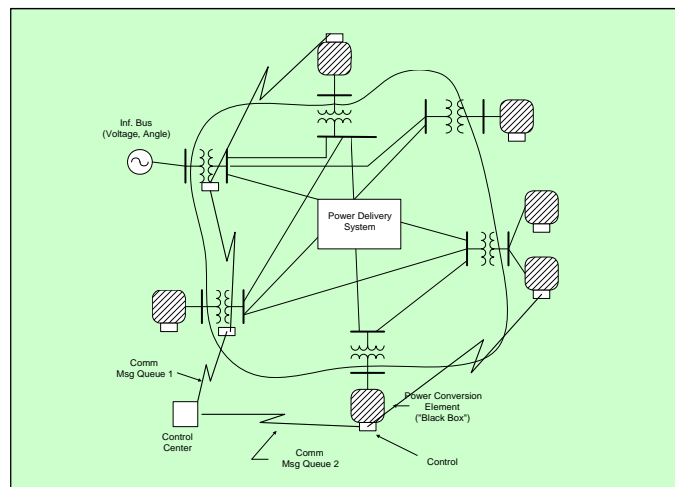 Inf. Bus
(Voltage, Angle)
Power Delivery
System
Comm
Msg Queue 1
Power Conversion
Element
("Black Box")
Control
Center
Comm
Msg Queue 2
Control